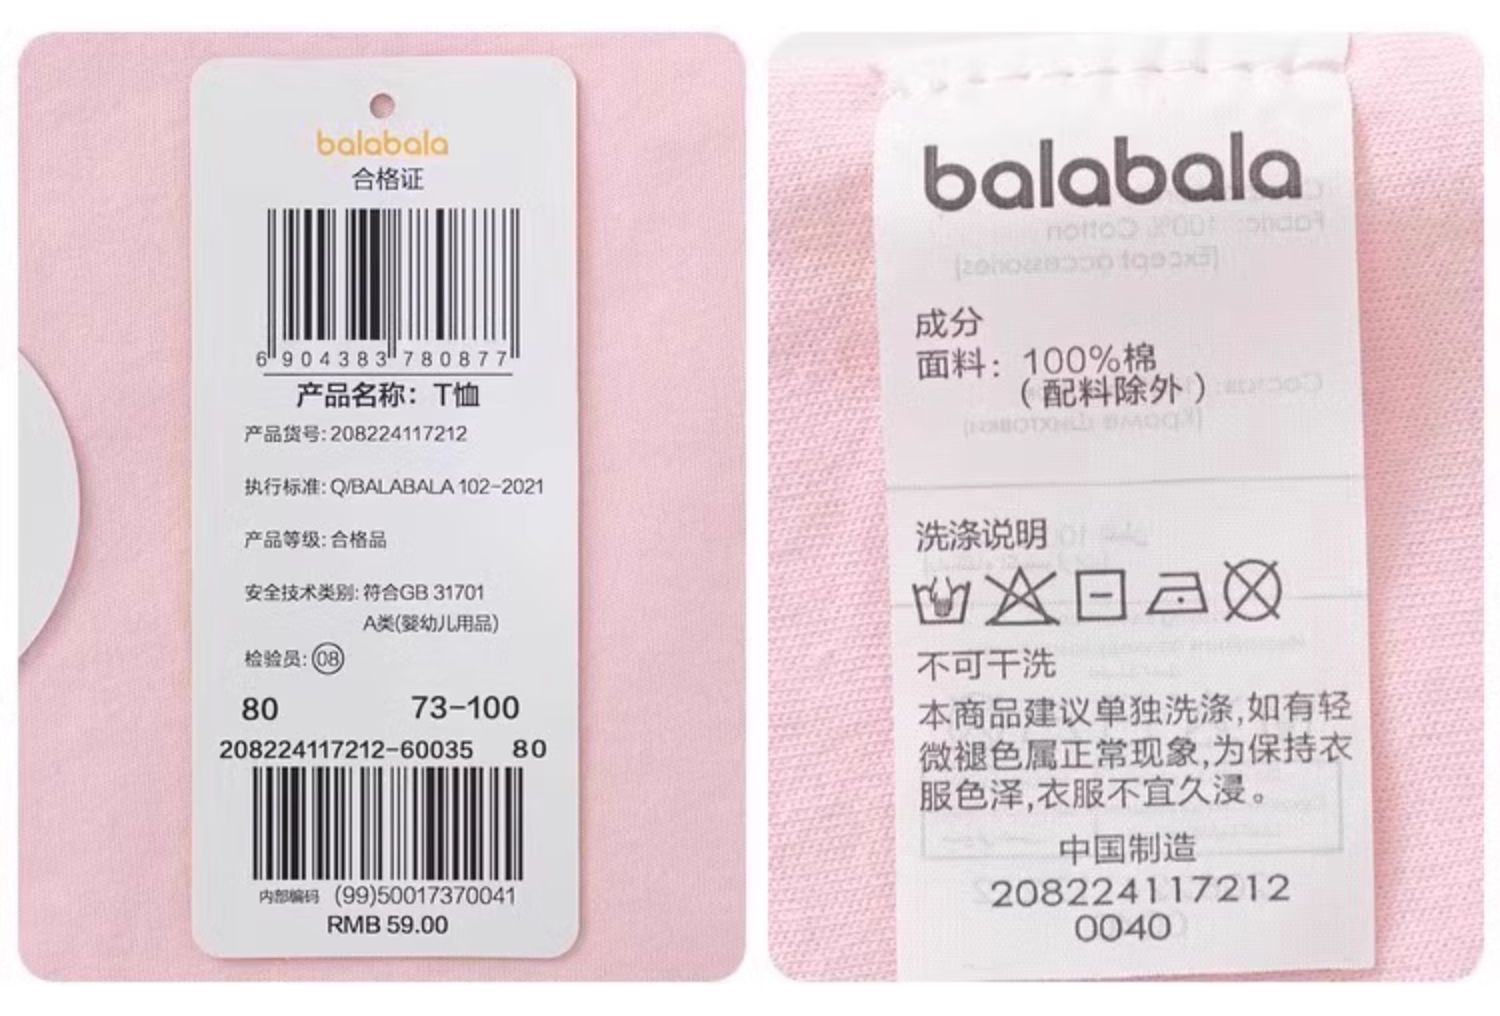 balabala
合格证
6 904383 780877
产品名称：T恤
产品货号: 208224117212
执行标准: Q/BALABALA 102-2021
产品等级: 合格品
安全技术类别: 符合GB 31701
A类(婴幼儿用品)
检验员: 08
80 73-100
208224117212-60035 80
内部编码 (99)50017370041
RMB 59.00
balabala
Fabric: 100% Cotton
(Except accessories)
成分
面料：100%棉
（配料除外）
洗涤说明
不可干洗
本商品建议单独洗涤,如有轻
微褪色属正常现象,为保持衣
服色泽,衣服不宜久浸。
中国制造
208224117212
0040